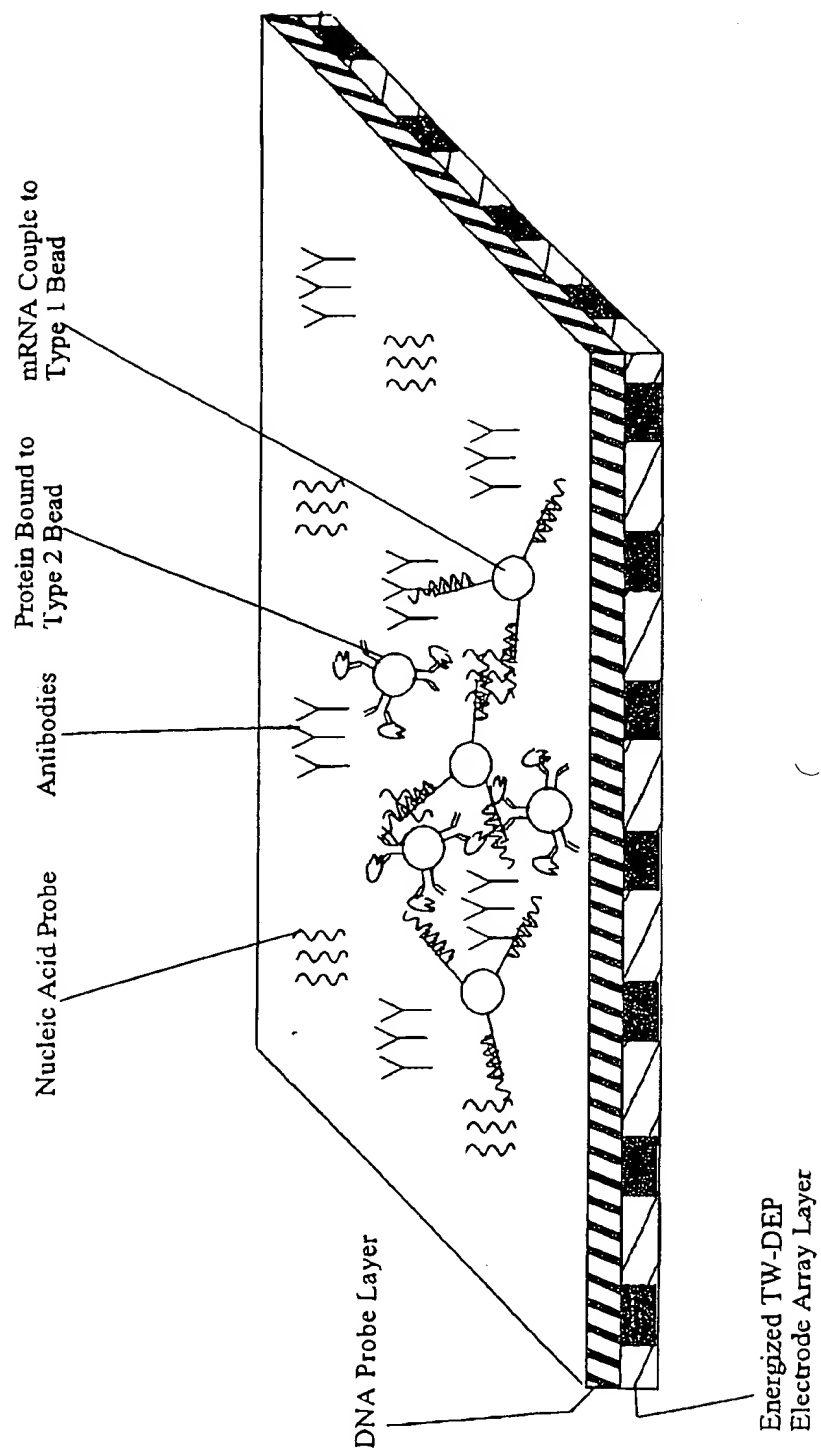 Nucleic Acid Probe
Antibodies
Protein Bound to
Type 2 Bead
mRNA Couple to
Type 1 Bead
DNA Probe Layer
Energized TW-DEP
Electrode Array Layer